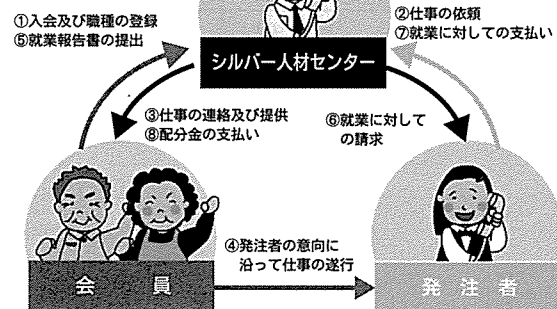 ①入会及び職種の登録
⑤就業報告書の提出
②仕事の依頼
⑦就業に対しての支払い
シルバー人材センター
③仕事の連絡及び提供
⑧配分金の支払い
⑥就業に対して
の請求
④発注者の意向に
沿って仕事の遂行
会員
発注者